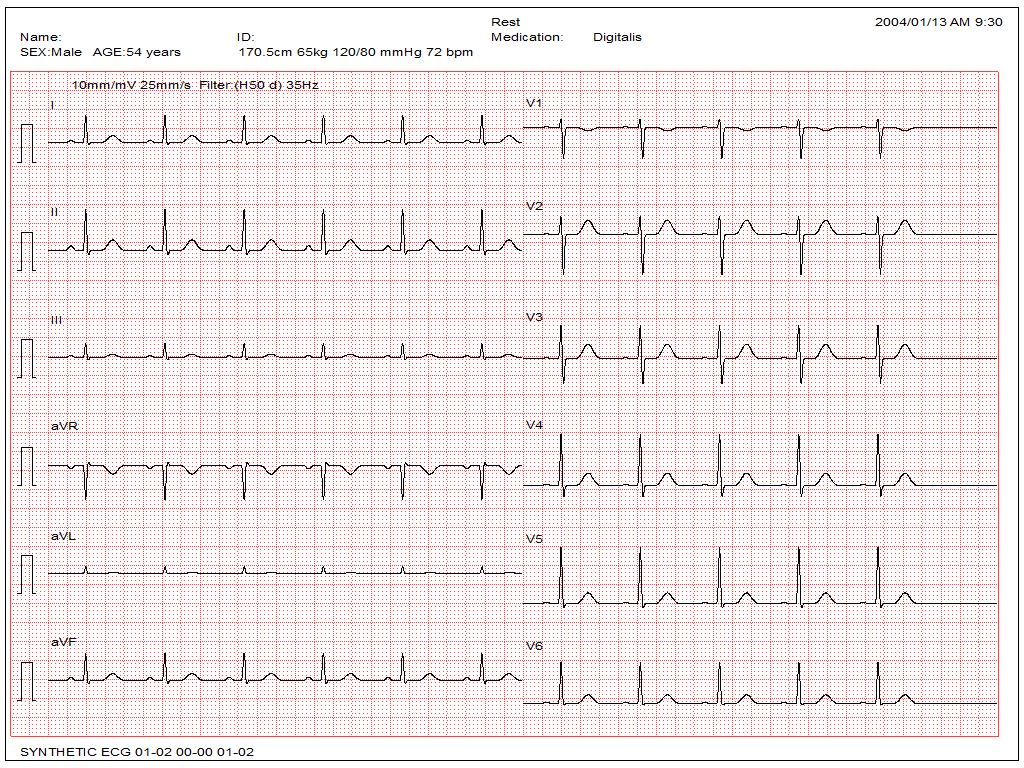 Rest 2004/01/13 AM 9:30
Name: ID: Medication: Digitalis
SEX:Male AGE:54 years 170.5cm 65kg 120/80 mmHg 72 bpm
10mm/mV 25mm/s Filter:(H50 d) 35Hz
I
V1
II
V2
III
V3
aVR
V4
aVL
V5
aVF
V6
SYNTHETIC ECG 01-02 00-00 01-02